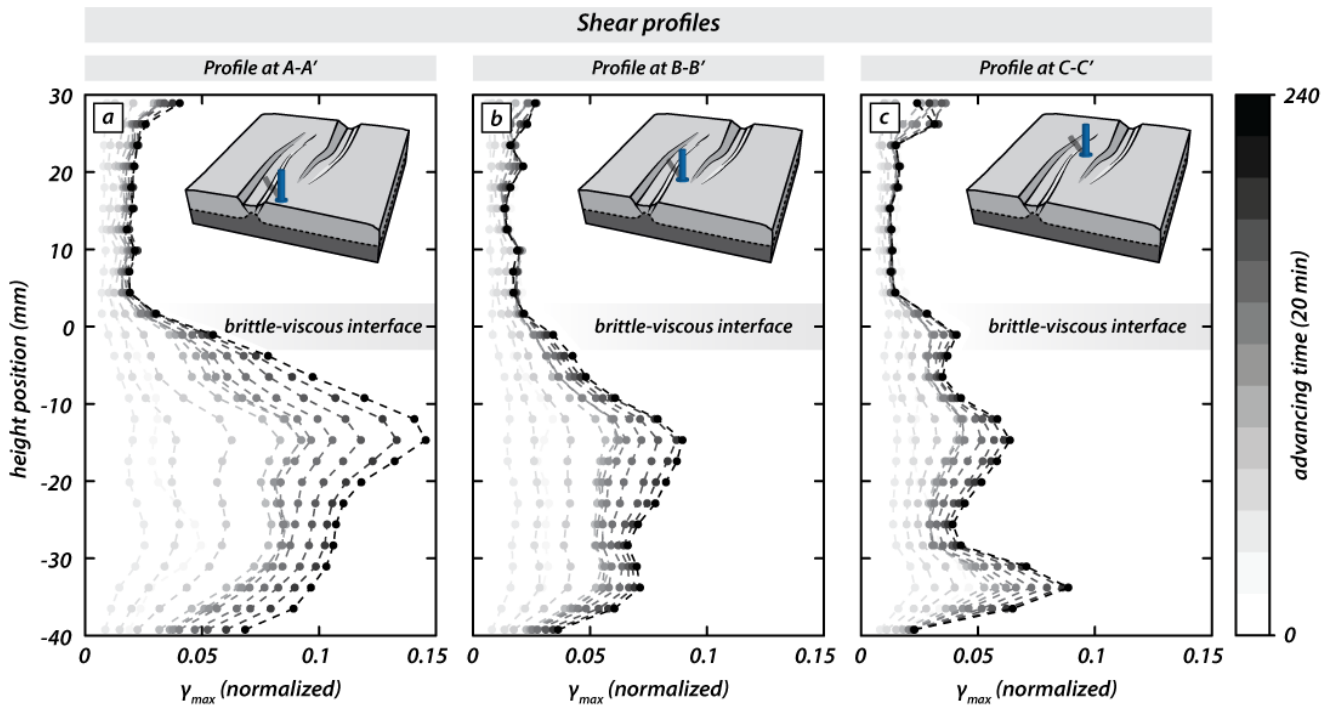 Shear profiles
Profile at A-A’
Profile at B-B’
Profile at C-C’
a
b
c
30
20
10
0
-10
-20
-30
-40
height position (mm)
brittle-viscous interface
brittle-viscous interface
brittle-viscous interface
0 0.05 0.1 0.15
0 0.05 0.1 0.15
0 0.05 0.1 0.15
γmax (normalized)
γmax (normalized)
γmax (normalized)
240
0
advancing time (20 min)